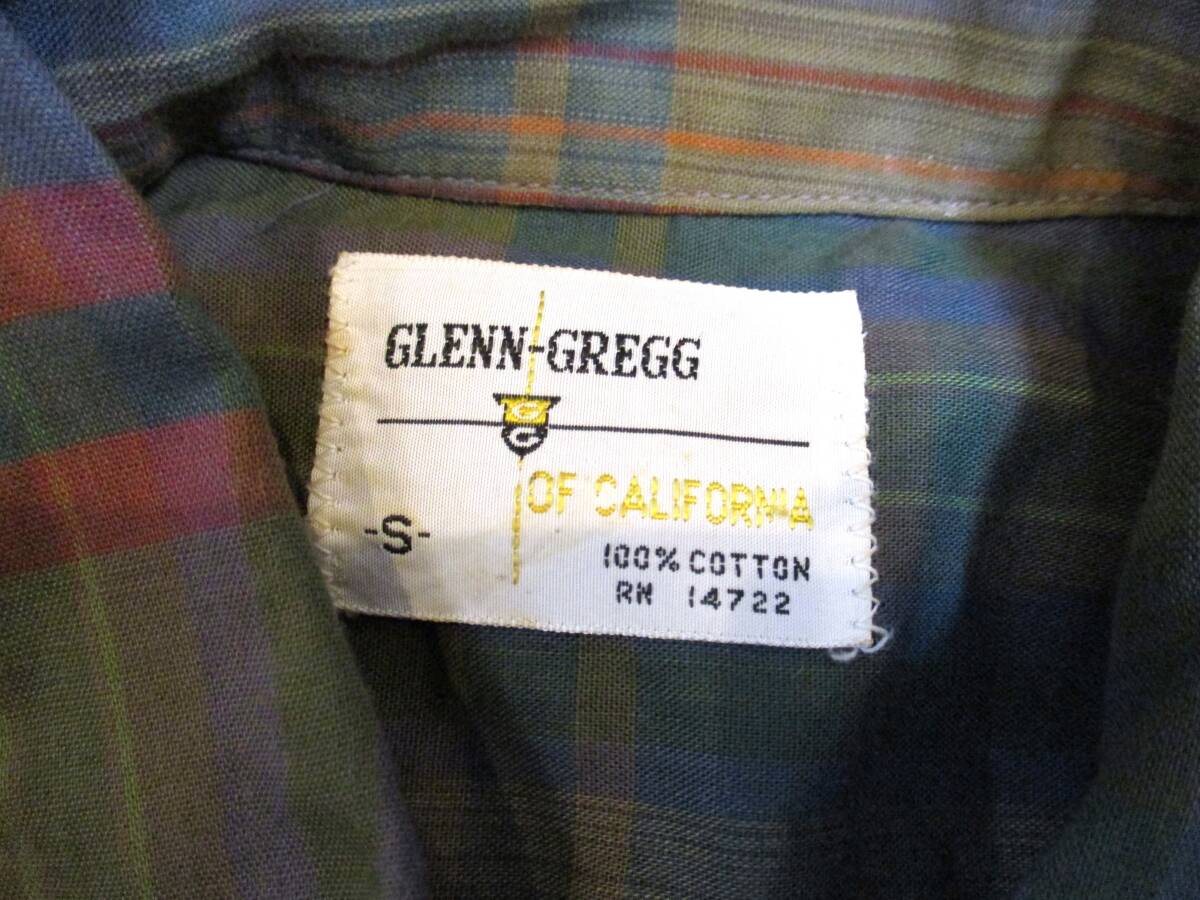 GLENN-GREGG
G
G
OF CALIFORNIA
-S-
100% COTTON
RN 14722